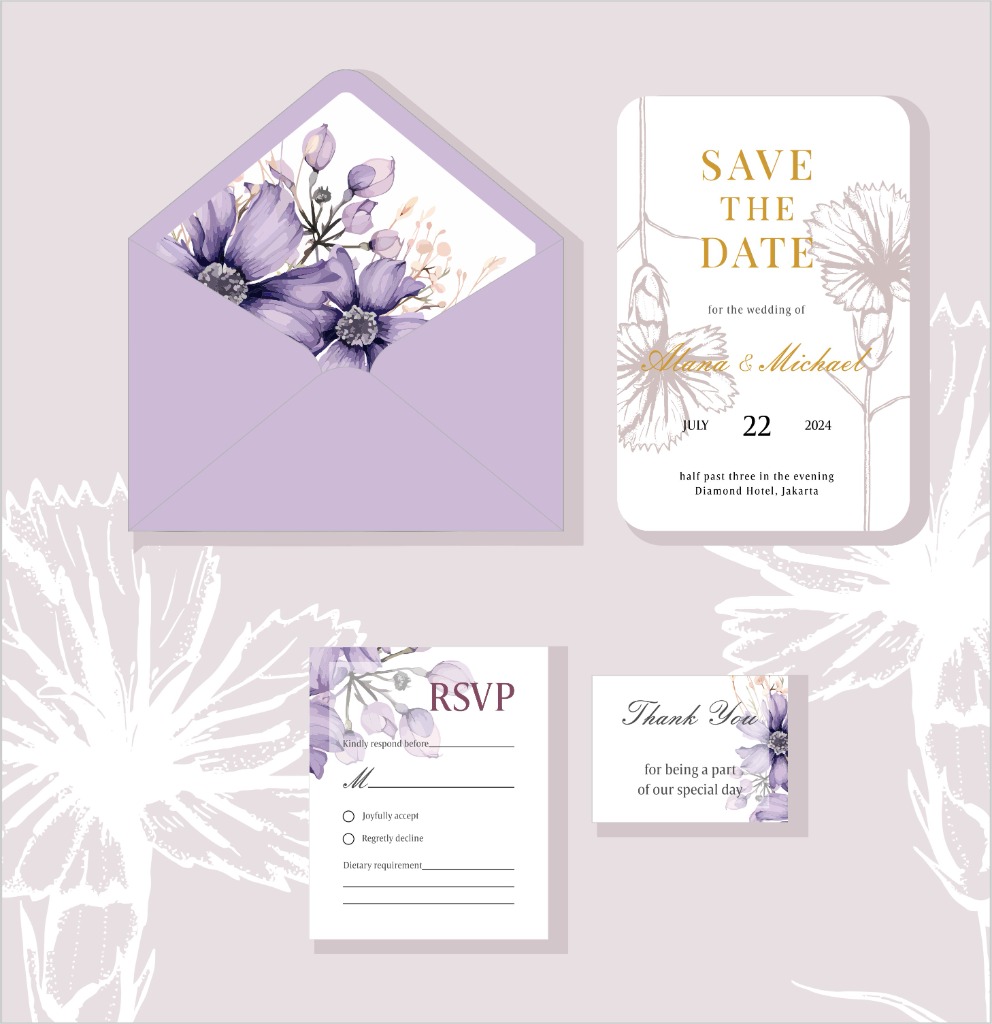 SAVE
THE
DATE
for the wedding of
Alana & Michael
JULY 22 2024
half past three in the evening
Diamond Hotel, Jakarta
RSVP
Kindly respond before
M
Joyfully accept
Regretly decline
Dietary requirement
Thank You
for being a part
of our special day